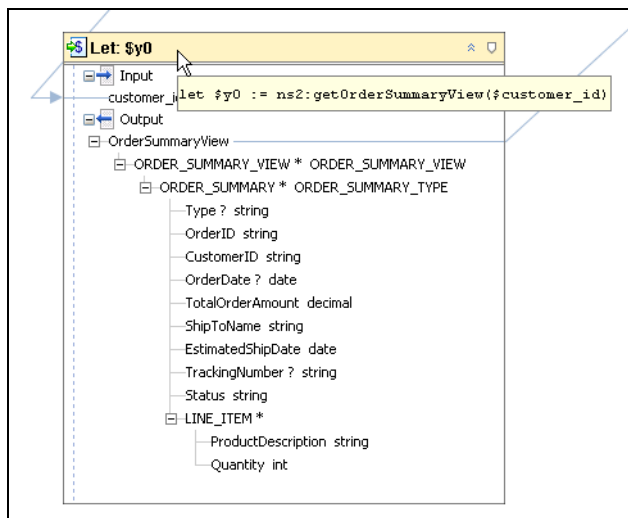 Let: $y0
Input
customer_i
let $y0 := ns2:getOrderSummaryView($customer_id)
Output
OrderSummaryView
ORDER_SUMMARY_VIEW * ORDER_SUMMARY_VIEW
ORDER_SUMMARY * ORDER_SUMMARY_TYPE
Type ? string
OrderID string
CustomerID string
OrderDate ? date
TotalOrderAmount decimal
ShipToName string
EstimatedShipDate date
TrackingNumber ? string
Status string
LINE_ITEM *
ProductDescription string
Quantity int